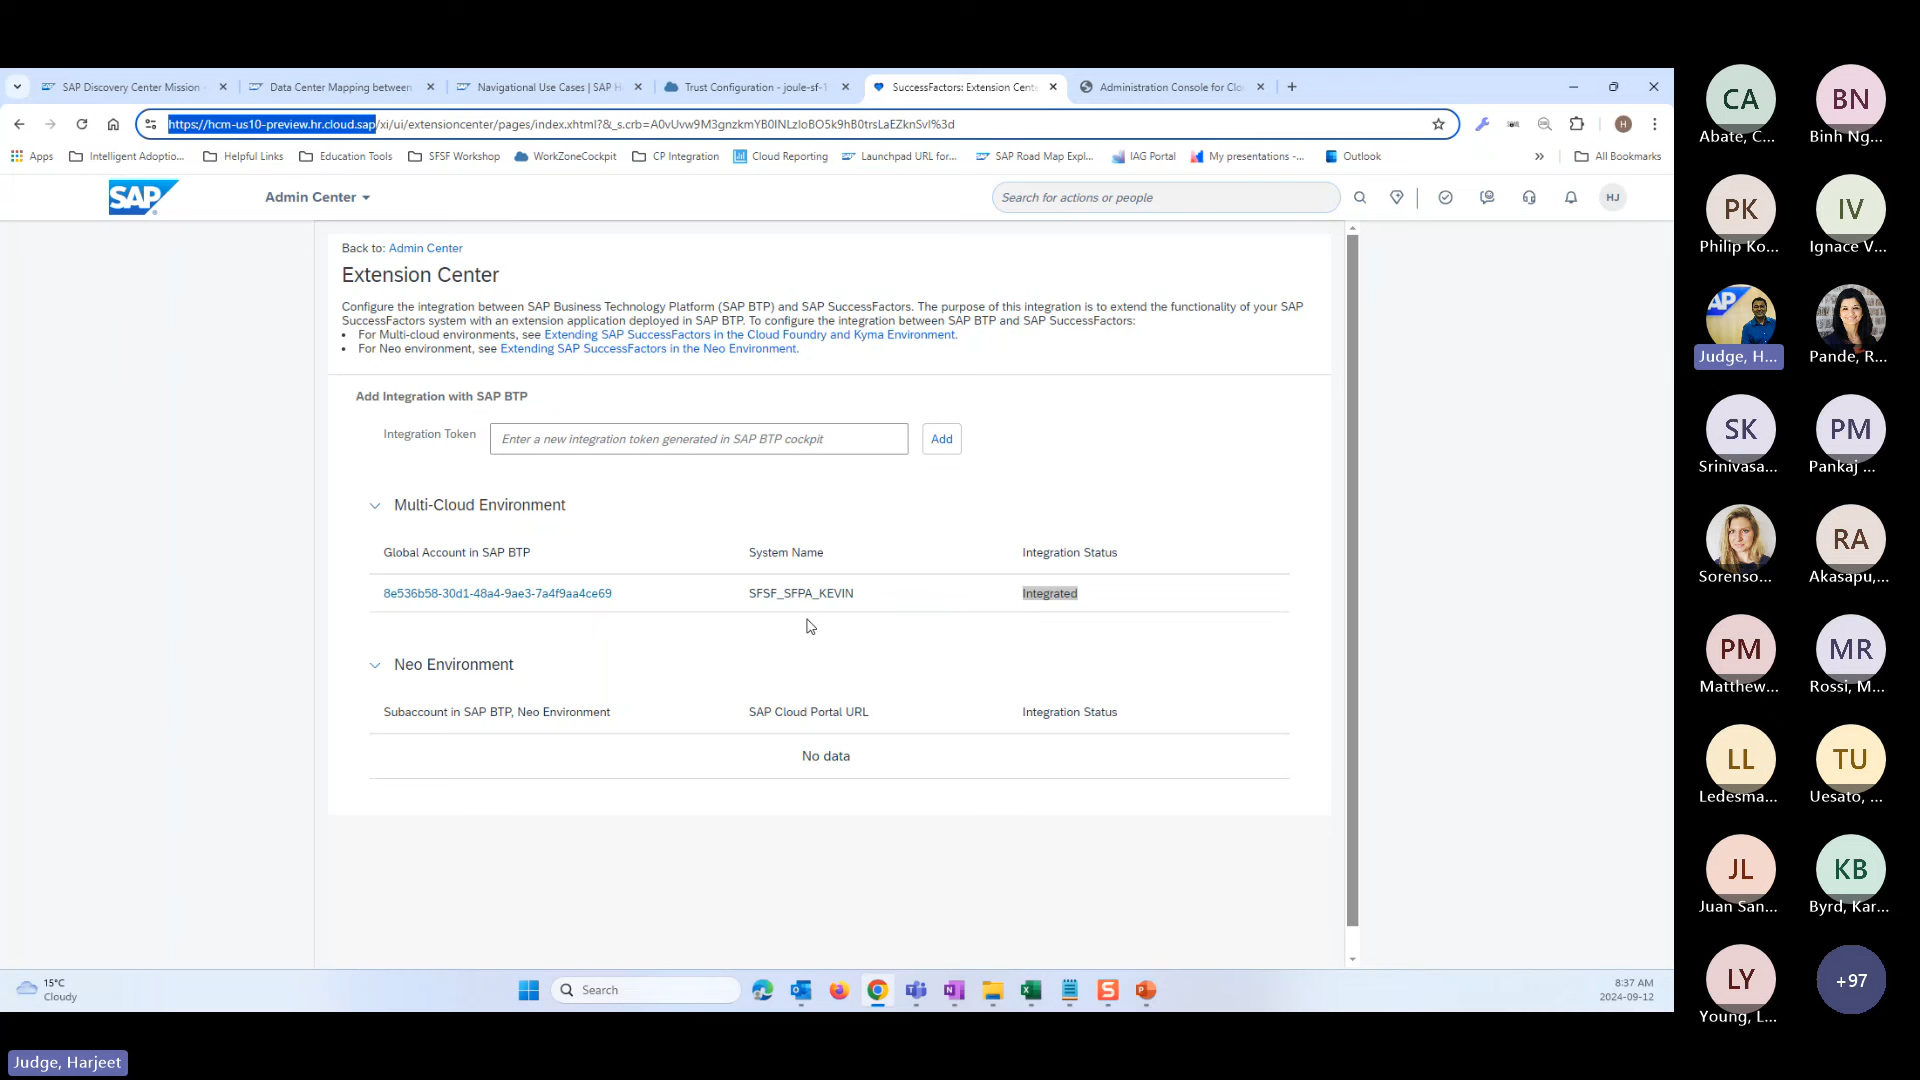 SAP Discovery Center Mission
Data Center Mapping between
Navigational Use Cases | SAP H
Trust Configuration - joule-sf-1
SuccessFactors: Extension Cente
Administration Console for Clo
https://hcm-us10-preview.hr.cloud.sap/xi/ui/extensioncenter/pages/index.xhtml?&_s.crb=A0vUvw9M3gnzkmYB0INLzIoBO5k9hB0trsLaEZknSvI%3d
H
Apps
Intelligent Adoptio...
Helpful Links
Education Tools
SFSF Workshop
WorkZoneCockpit
CP Integration
Cloud Reporting
Launchpad URL for...
SAP Road Map Expl...
IAG Portal
My presentations -...
Outlook
All Bookmarks
SAP
Admin Center
Search for actions or people
HJ
Back to: Admin Center
Extension Center
Configure the integration between SAP Business Technology Platform (SAP BTP) and SAP SuccessFactors. The purpose of this integration is to extend the functionality of your SAP
SuccessFactors system with an extension application deployed in SAP BTP. To configure the integration between SAP BTP and SAP SuccessFactors:
• For Multi-cloud environments, see Extending SAP SuccessFactors in the Cloud Foundry and Kyma Environment.
• For Neo environment, see Extending SAP SuccessFactors in the Neo Environment.
Add Integration with SAP BTP
Integration Token
Enter a new integration token generated in SAP BTP cockpit
Add
Multi-Cloud Environment
Global Account in SAP BTP
System Name
Integration Status
8e536b58-30d1-48a4-9ae3-7a4f9aa4ce69
SFSF_SFPA_KEVIN
Integrated
Neo Environment
Subaccount in SAP BTP, Neo Environment
SAP Cloud Portal URL
Integration Status
No data
15°C
Cloudy
Search
8:37 AM
2024-09-12
CA
Abate, C...
BN
Binh Ng...
PK
Philip Ko...
IV
Ignace V...
Judge, H...
Pande, R...
SK
Srinivasa...
PM
Pankaj ...
Sorenso...
RA
Akasapu,...
PM
Matthew...
MR
Rossi, M...
LL
Ledesma...
TU
Uesato, ...
JL
Juan San...
KB
Byrd, Kar...
LY
Young, L...
+97
Judge, Harjeet